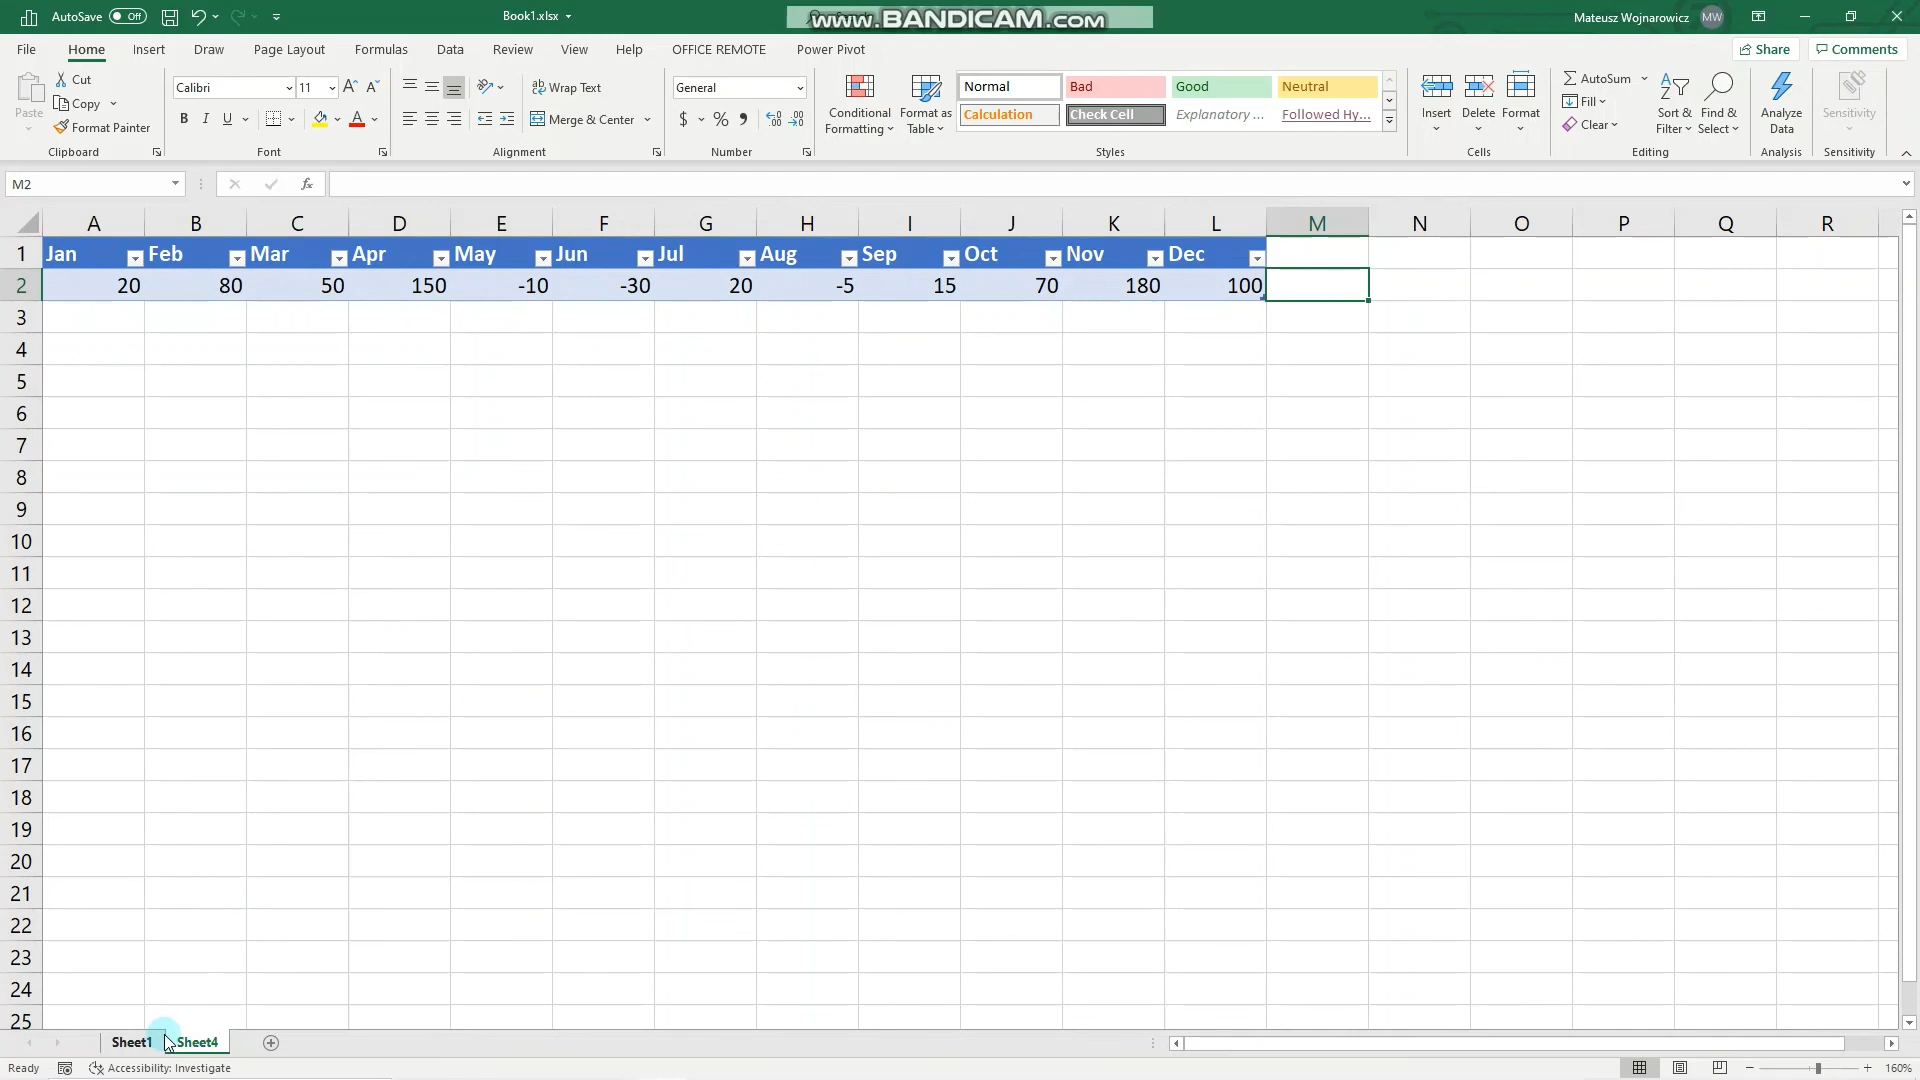 AutoSave Off Book1.xlsx www.BANDICAM.com Mateusz Wojnarowicz MW
File Home Insert Draw Page Layout Formulas Data Review View Help OFFICE REMOTE Power Pivot Share Comments
Paste Cut Copy Format Painter Clipboard
Calibri 11 B I U A Font
Wrap Text Merge & Center Alignment
General $ % Number
Conditional Formatting Format as Table
Normal Bad Good Neutral
Calculation Check Cell Explanatory ... Followed Hy...
Styles
Insert Delete Format Cells
AutoSum Fill Clear Sort & Filter Find & Select Editing
Analyze Data Analysis
Sensitivity Sensitivity
M2 fx
A B C D E F G H I J K L M N O P Q R
1 Jan Feb Mar Apr May Jun Jul Aug Sep Oct Nov Dec
2 20 80 50 150 -10 -30 20 -5 15 70 180 100
3
4
5
6
7
8
9
10
11
12
13
14
15
16
17
18
19
20
21
22
23
24
25
Sheet1 Sheet4
Ready Accessibility: Investigate 160%